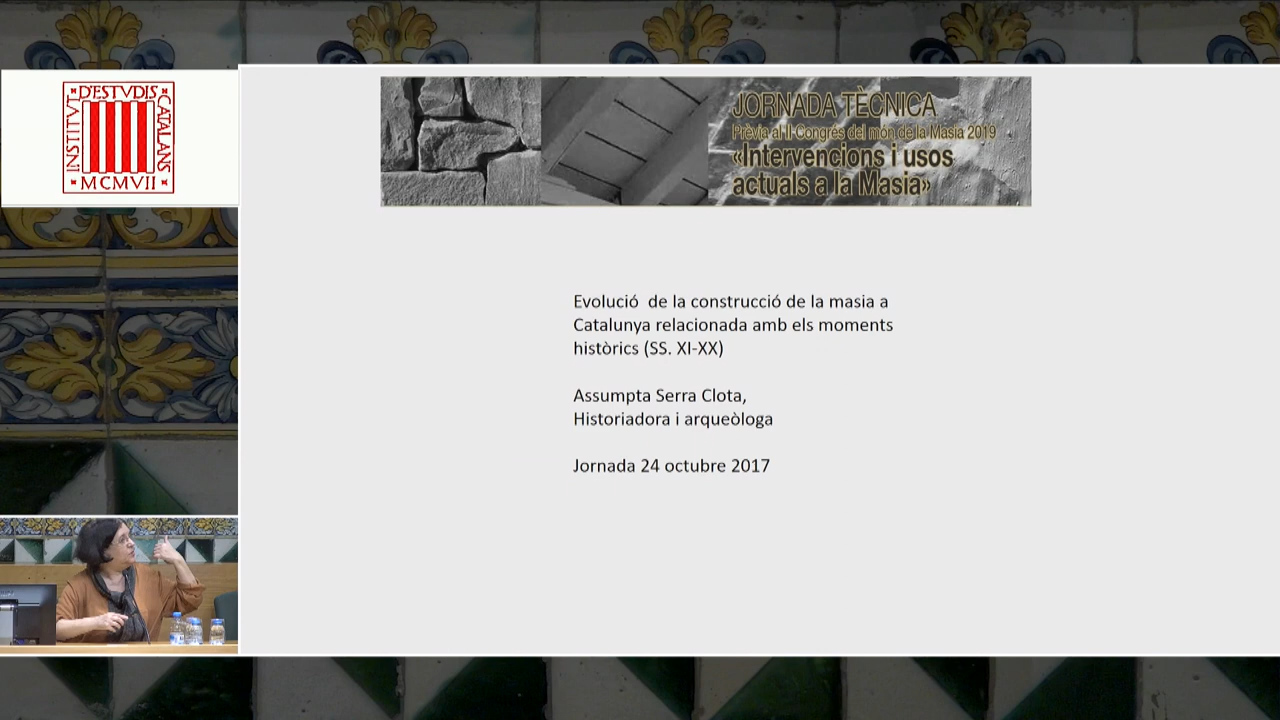 INSTITVT
D'ESTVDIS
CATALANS
MCMVII
JORNADA TÈCNICA
Prèvia al II Congrés del món de la Masia 2019
«Intervencions i usos
actuals a la Masia»
Evolució  de la construcció de la masia a
Catalunya relacionada amb els moments
històrics (SS. XI-XX)
Assumpta Serra Clota,
Historiadora i arqueòloga
Jornada 24 octubre 2017